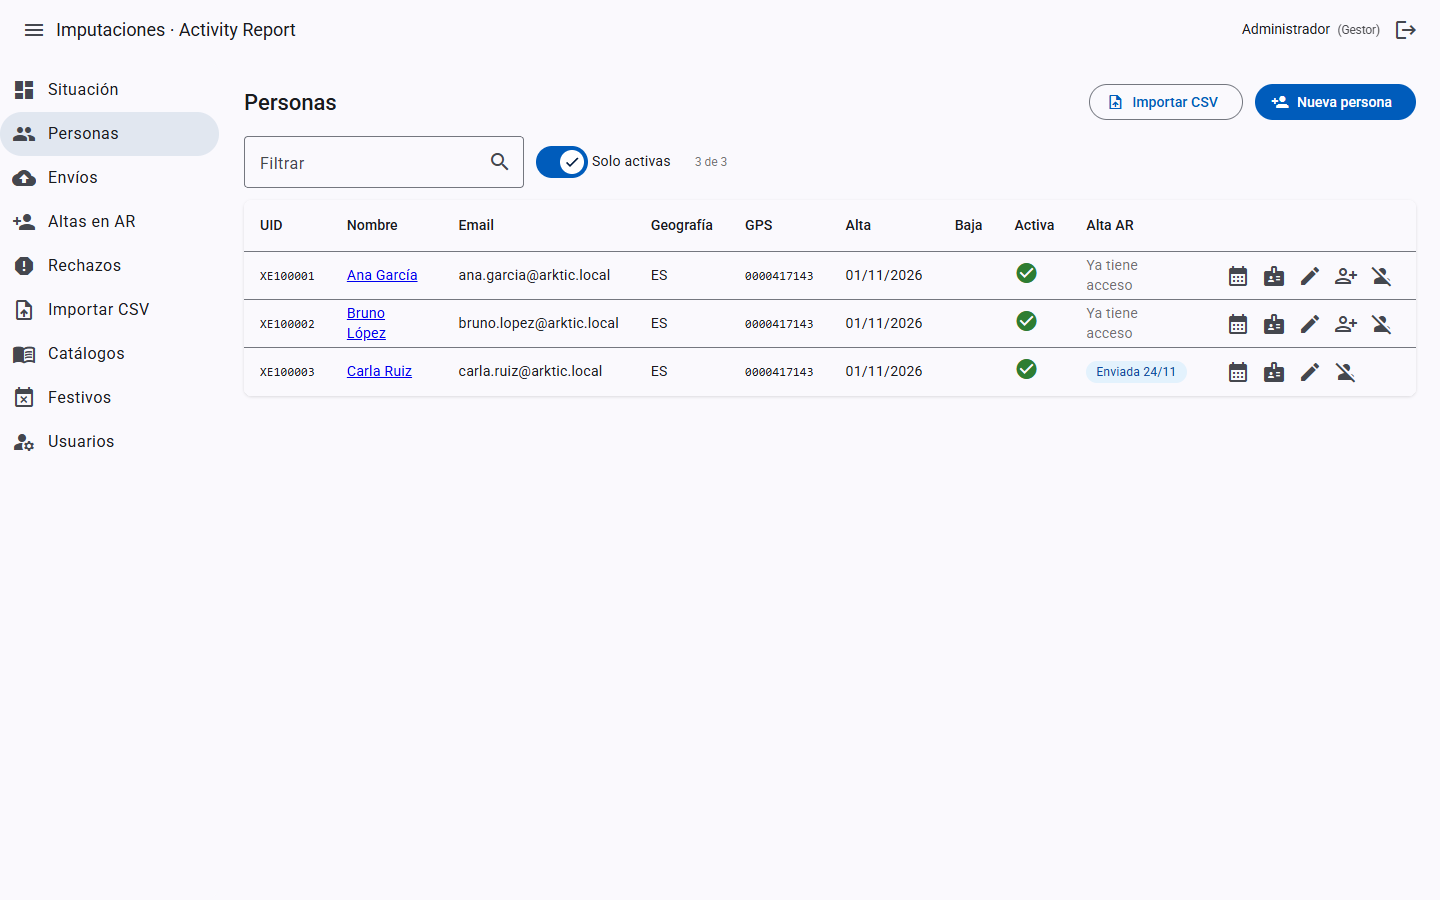 Imputaciones · Activity Report
Administrador (Gestor)
Situación
Personas
Envíos
Altas en AR
Rechazos
Importar CSV
Catálogos
Festivos
Usuarios
Personas
Importar CSV
Nueva persona
Filtrar
Solo activas
3 de 3
UID Nombre Email Geografía GPS Alta Baja Activa Alta AR
XE100001 Ana García ana.garcia@arktic.local ES 0000417143 01/11/2026 Ya tiene
acceso
XE100002 Bruno
López bruno.lopez@arktic.local ES 0000417143 01/11/2026 Ya tiene
acceso
XE100003 Carla Ruiz carla.ruiz@arktic.local ES 0000417143 01/11/2026 Enviada 24/11